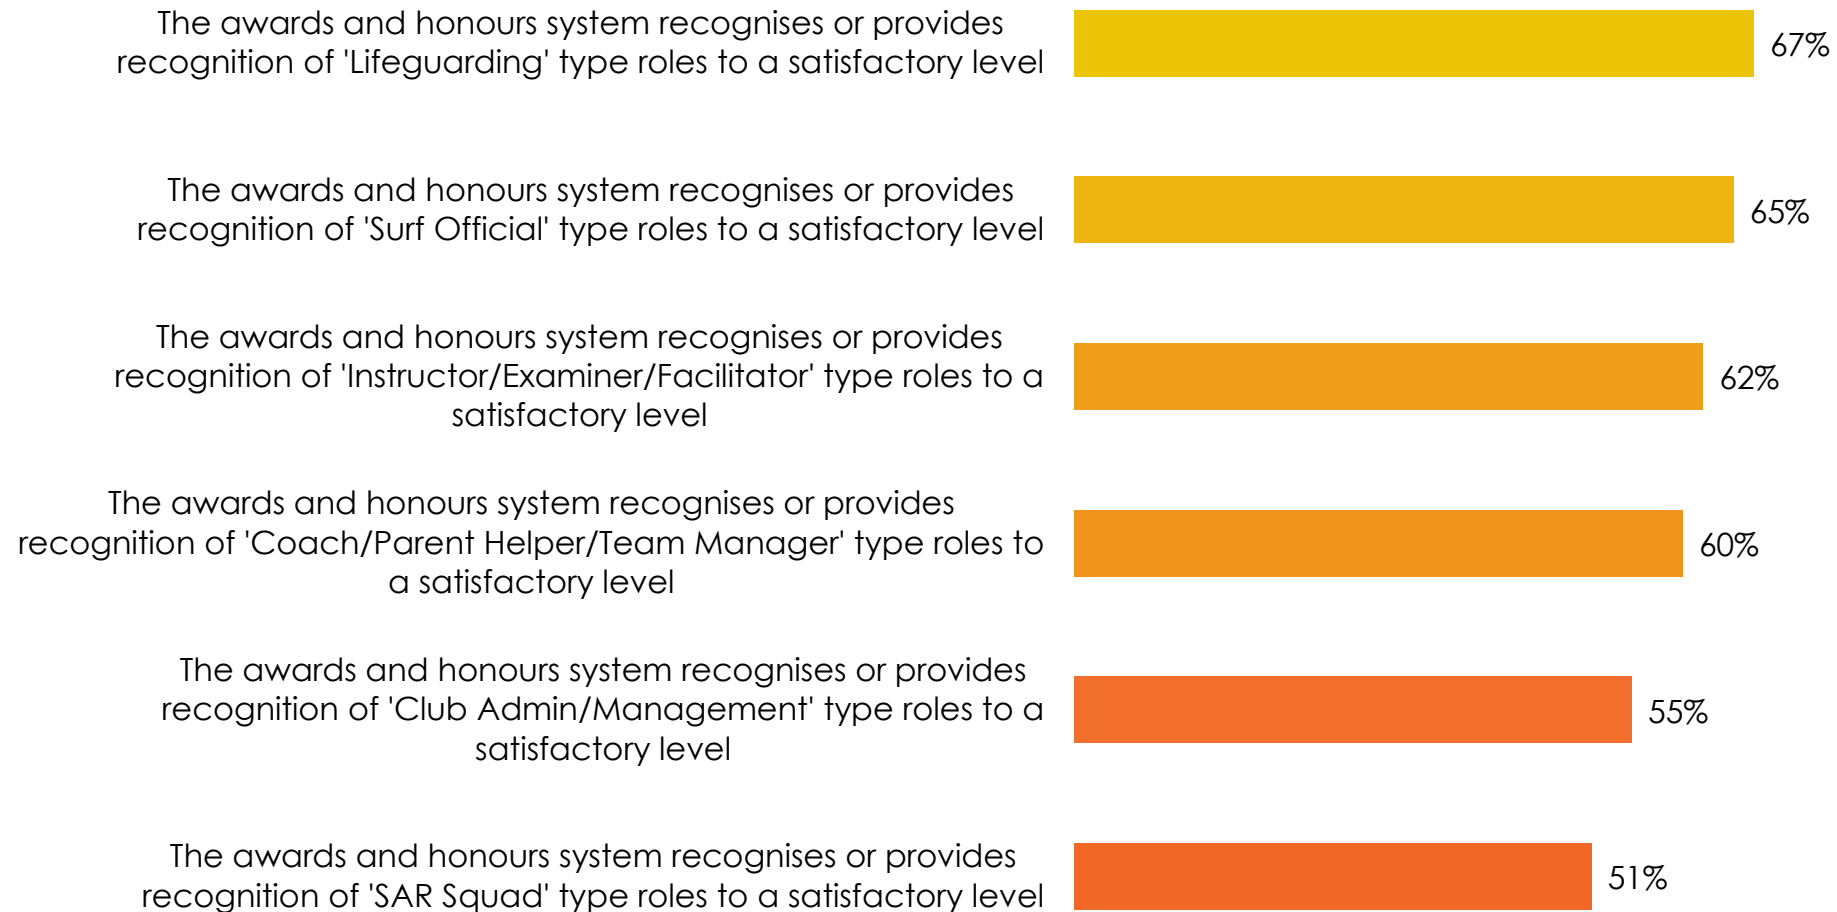 The awards and honours system recognises or provides
recognition of 'Lifeguarding' type roles to a satisfactory level
67%
The awards and honours system recognises or provides
recognition of 'Surf Official' type roles to a satisfactory level
65%
The awards and honours system recognises or provides
recognition of 'Instructor/Examiner/Facilitator' type roles to a
satisfactory level
62%
The awards and honours system recognises or provides
recognition of 'Coach/Parent Helper/Team Manager' type roles to
a satisfactory level
60%
The awards and honours system recognises or provides
recognition of 'Club Admin/Management' type roles to a
satisfactory level
55%
The awards and honours system recognises or provides
recognition of 'SAR Squad' type roles to a satisfactory level
51%